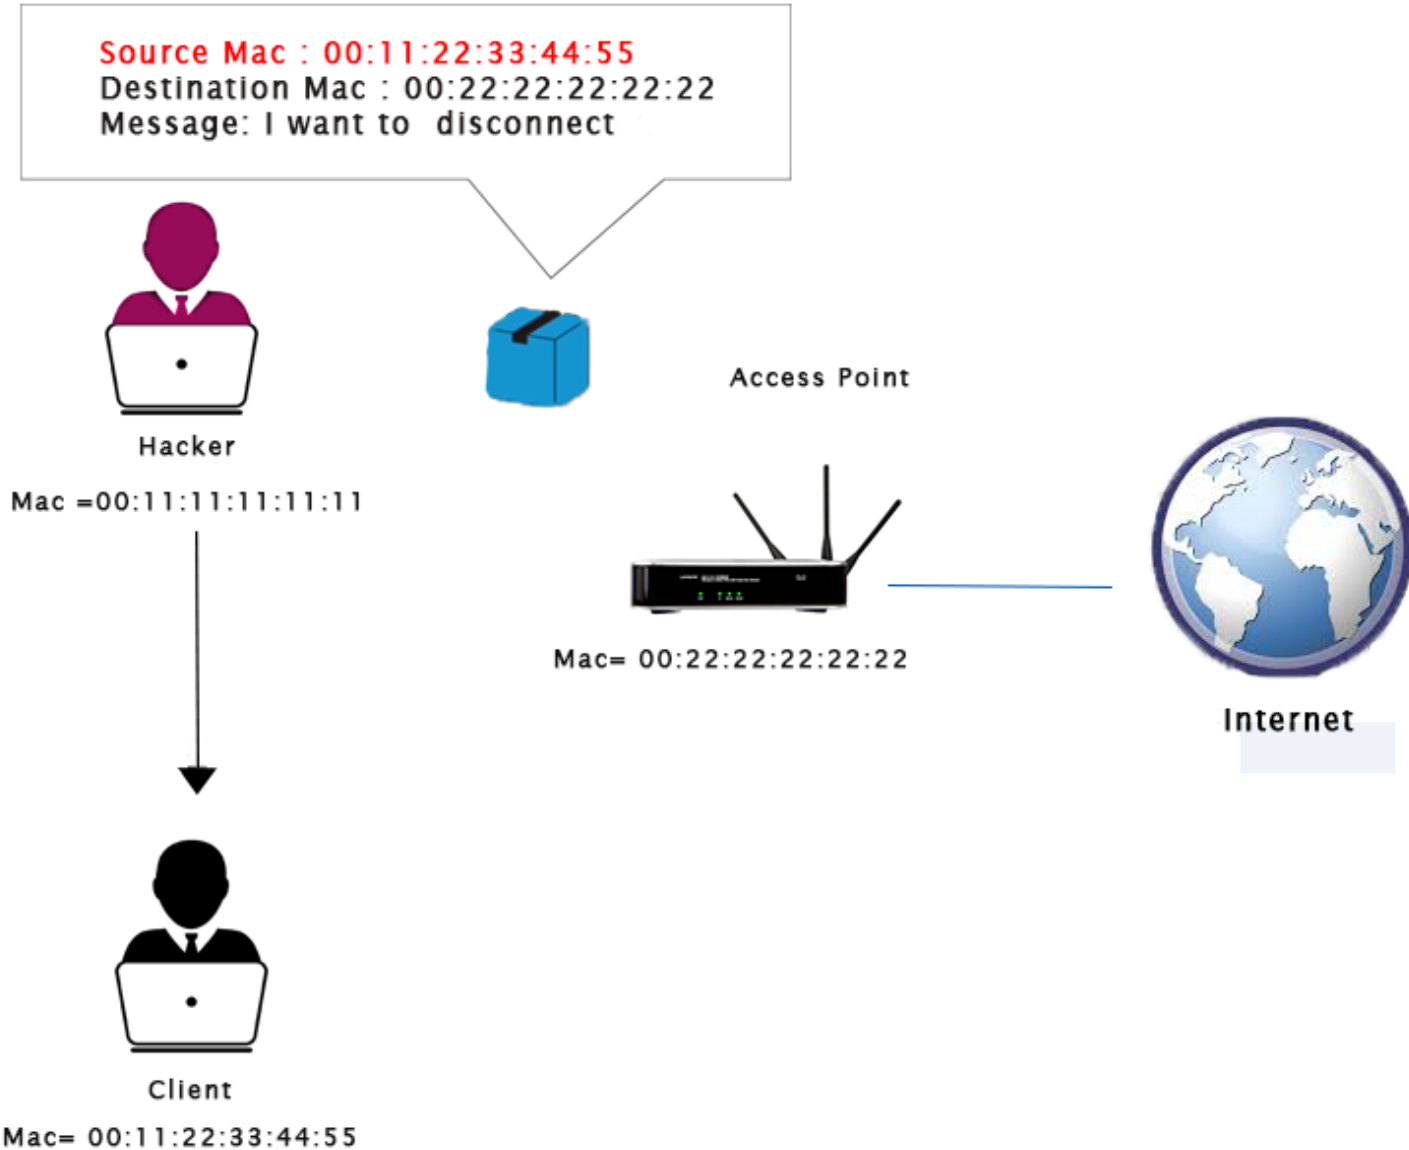 Source Mac : 00:11:22:33:44:55
Destination Mac : 00:22:22:22:22:22
Message: I want to disconnect
Hacker
Mac =00:11:11:11:11:11
Access Point
Mac= 00:22:22:22:22:22
Internet
Client
Mac= 00:11:22:33:44:55